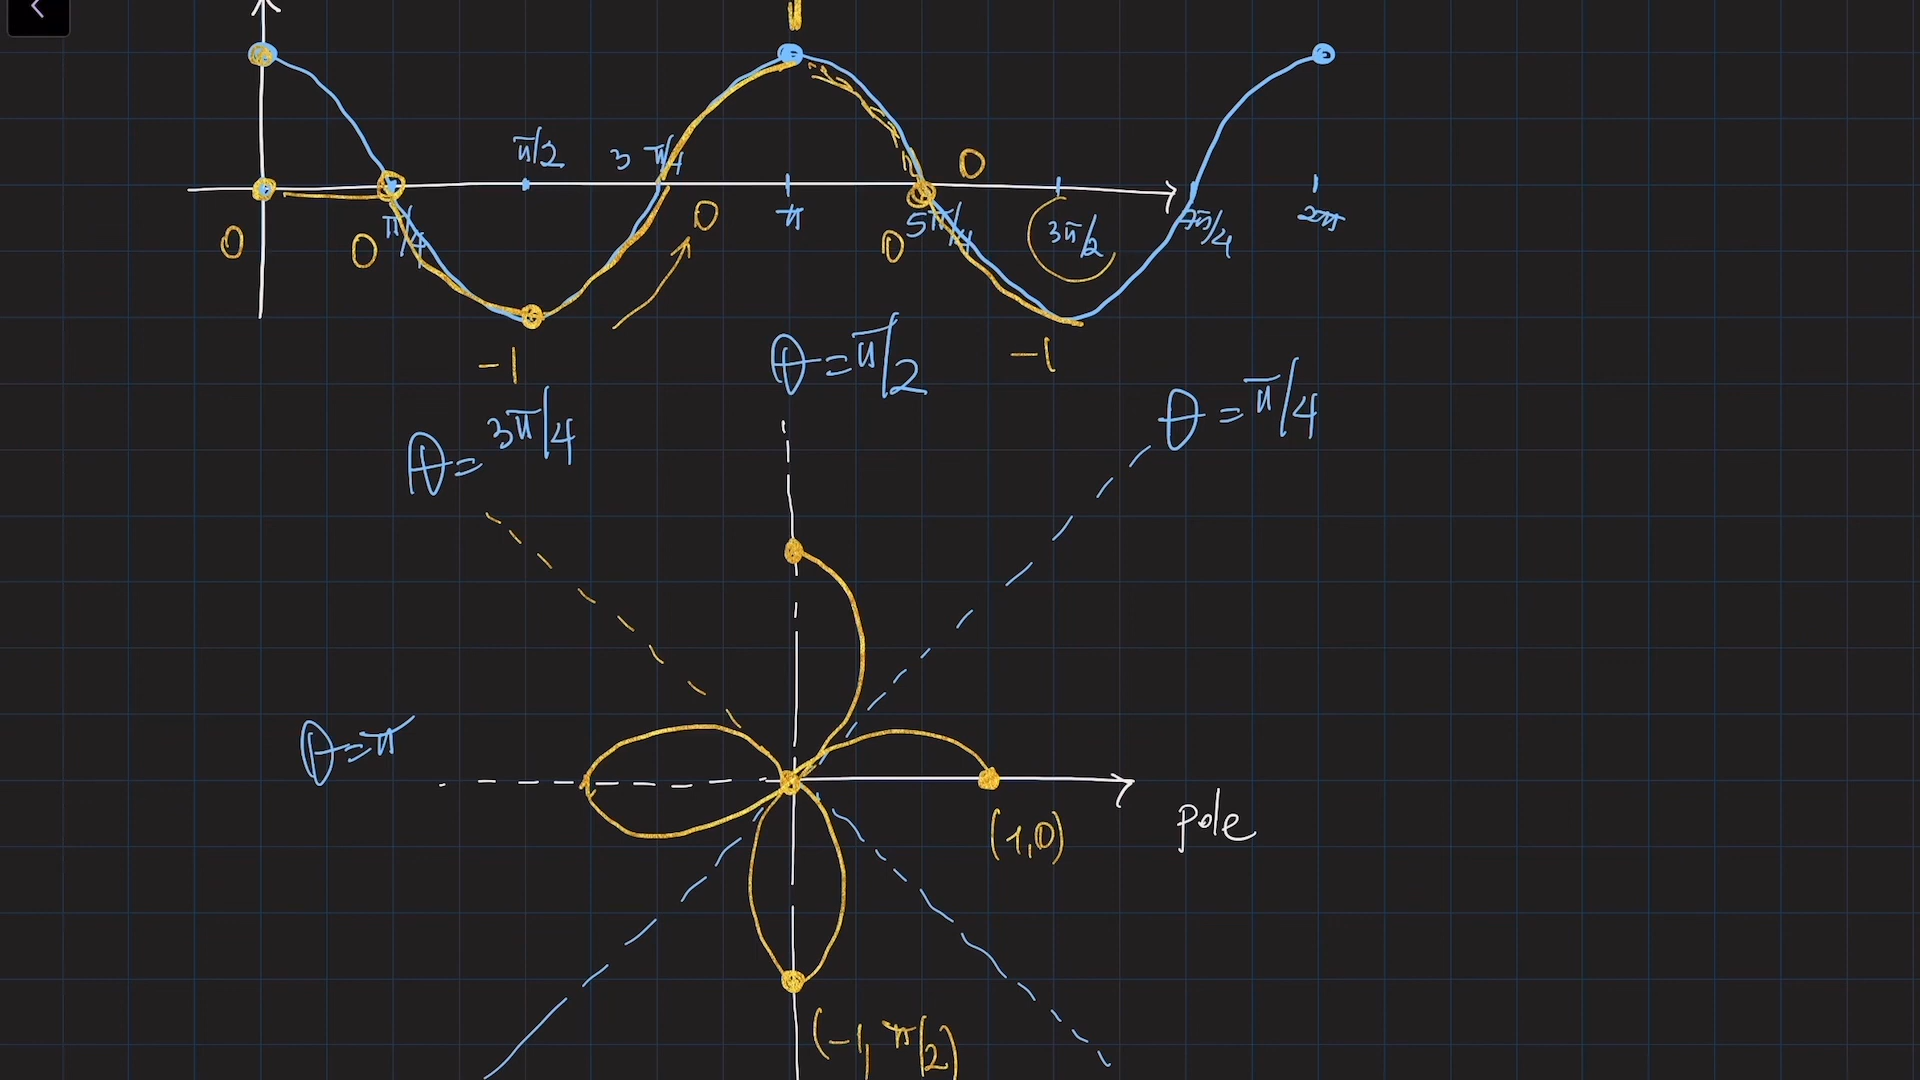 1
π/2
3π/4
0
0
0
π/4
0
π
0
5π/4
3π/2
7π/4
2π
-1
-1
θ=π/2
θ=π/4
θ=3π/4
θ=π
pole
(1,0)
(-1, π/2)